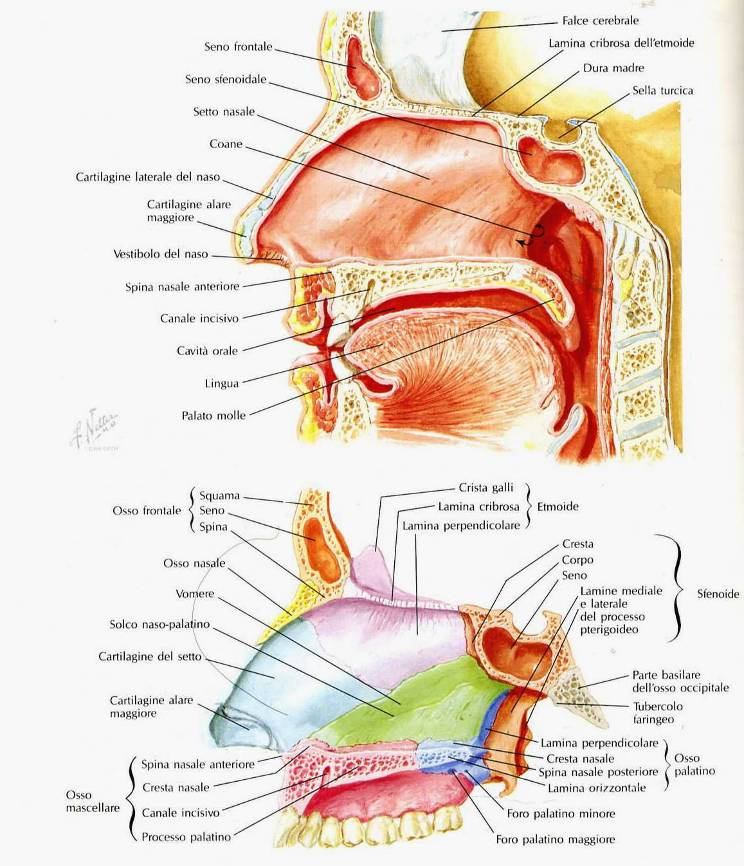 Falce cerebrale
Seno frontale
Lamina cribrosa dell'etmoide
Seno sfenoidale
Dura madre
Setto nasale
Sella turcica
Coane
Cartilagine laterale del naso
Cartilagine alare
maggiore
Vestibolo del naso
Spina nasale anteriore
Canale incisivo
Cavità orale
Lingua
Palato molle
Osso frontale
Squama
Seno
Spina
Crista galli
Lamina cribrosa
Lamina perpendicolare
Etmoide
Osso nasale
Vomere
Solco naso-palatino
Cartilagine del setto
Cartilagine alare
maggiore
Cresta
Corpo
Seno
Lamine mediale
e laterale
del processo
pterigoideo
Sfenoide
Parte basilare
dell'osso occipitale
Tubercolo
faringeo
Osso
mascellare
Spina nasale anteriore
Cresta nasale
Canale incisivo
Processo palatino
Lamina perpendicolare
Cresta nasale
Spina nasale posteriore
Lamina orizzontale
Osso
palatino
Foro palatino minore
Foro palatino maggiore